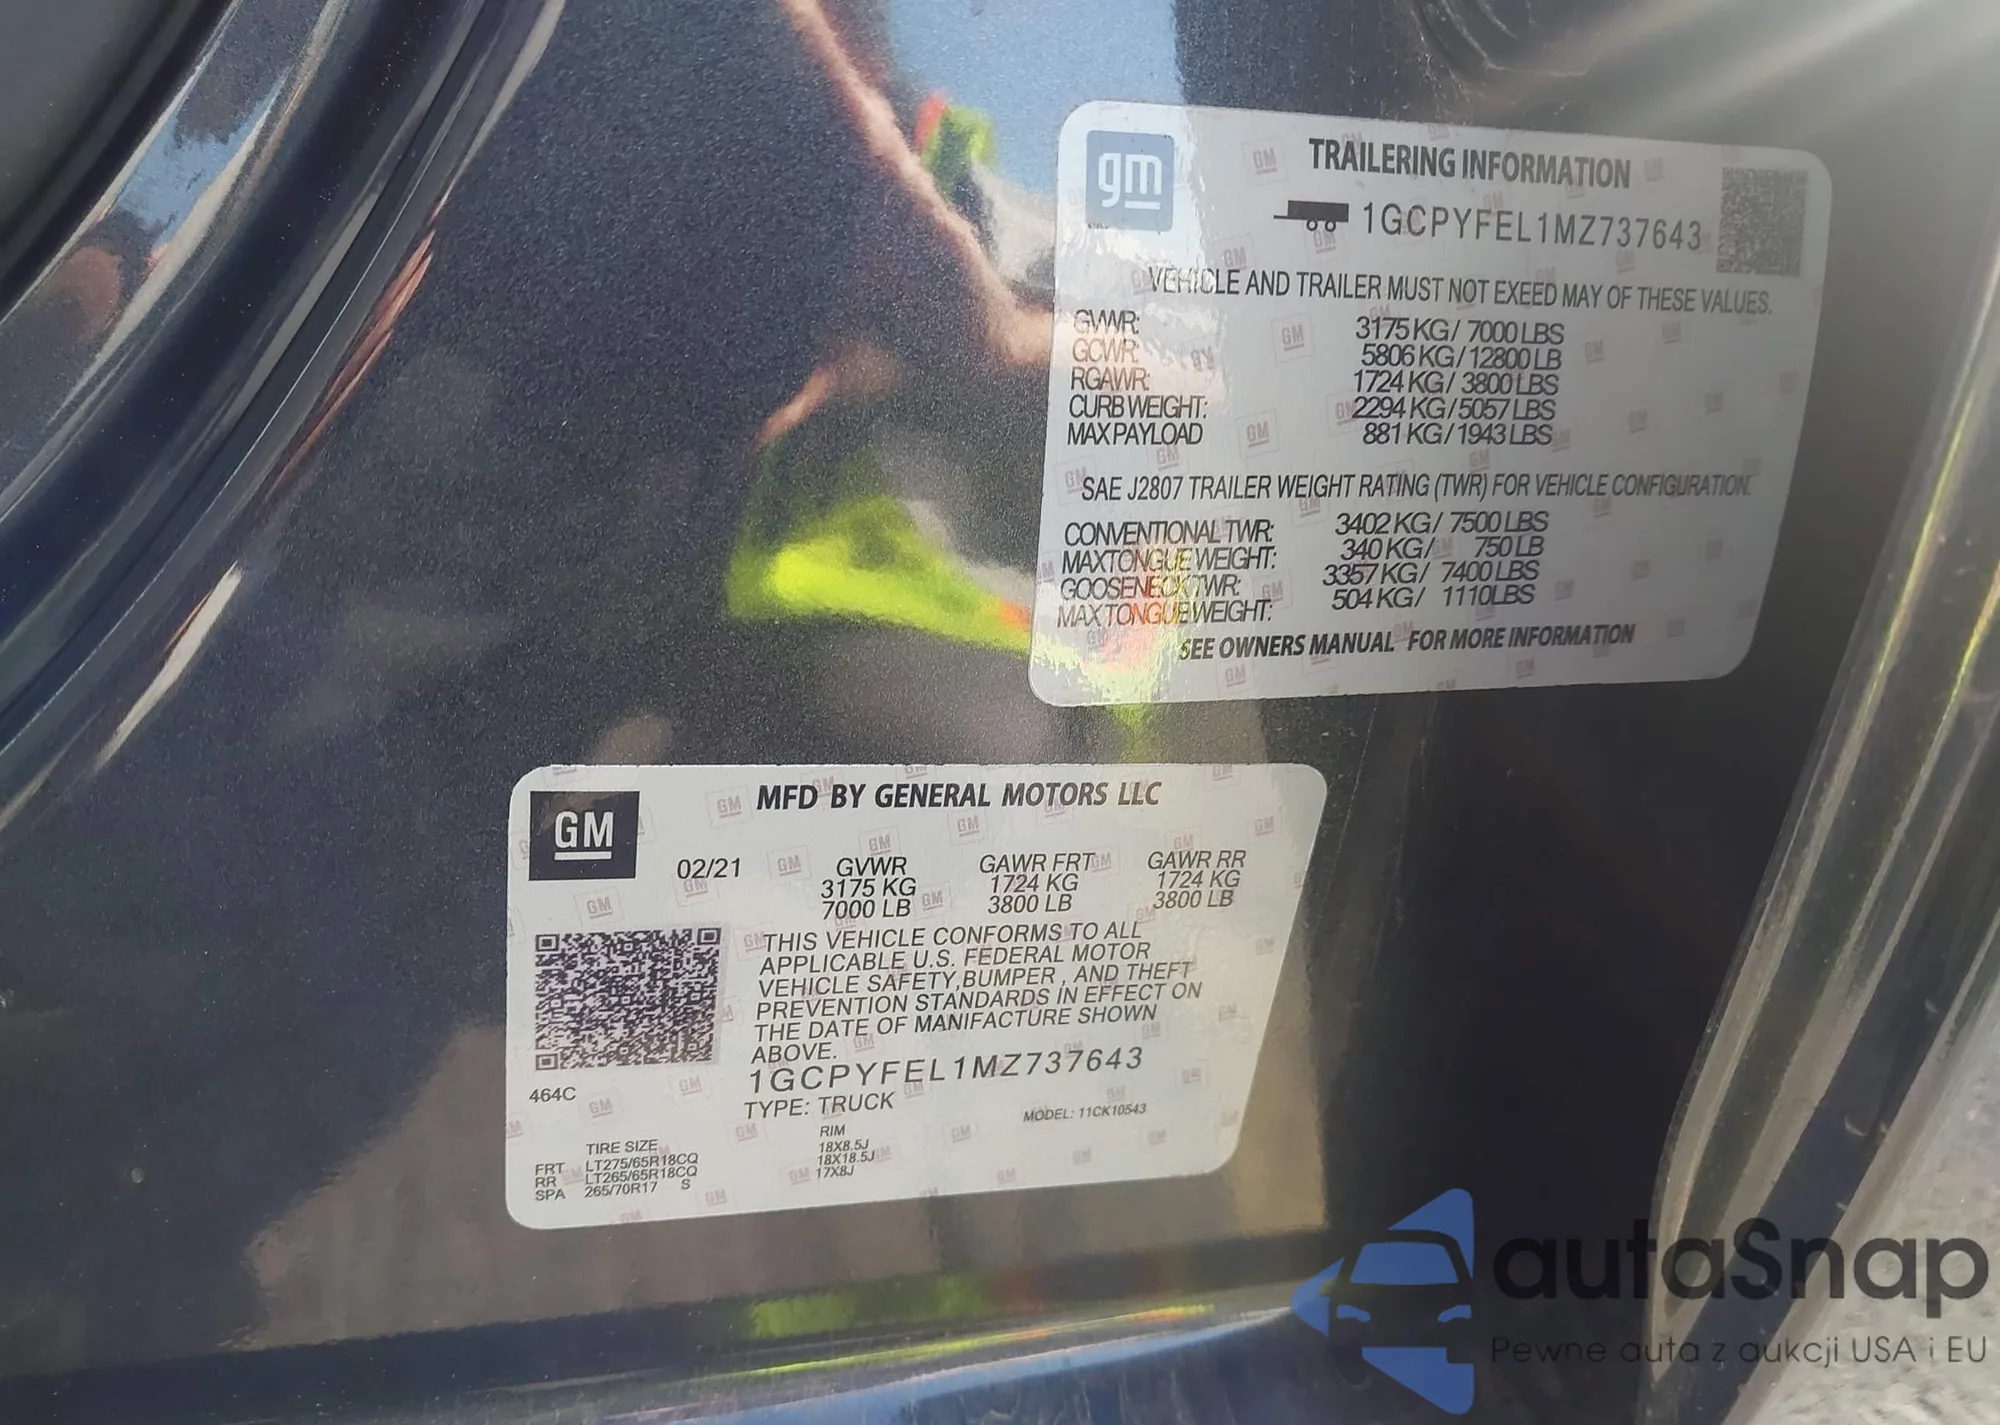 gm
TRAILERING INFORMATION
1GCPYFEL1MZ737643
VEHICLE AND TRAILER MUST NOT EXEED MAY OF THESE VALUES.
GVWR: 3175 KG/ 7000 LBS
GCWR: 5806 KG/12800 LB
RGAWR: 1724 KG/ 3800 LBS
CURB WEIGHT: 2294 KG/5057 LBS
MAX PAYLOAD 881 KG/1943 LBS
SAE J2807 TRAILER WEIGHT RATING (TWR) FOR VEHICLE CONFIGURATION.
CONVENTIONAL TWR: 3402 KG/ 7500 LBS
MAX TONGUE WEIGHT: 340 KG/ 750 LB
GOOSENECK TWR: 3357 KG/ 7400 LBS
MAX TONGUE WEIGHT: 504 KG/ 1110 LBS
SEE OWNERS MANUAL FOR MORE INFORMATION
GM
MFD BY GENERAL MOTORS LLC
02/21 GVWR GAWR FRT GAWR RR
3175 KG 1724 KG 1724 KG
7000 LB 3800 LB 3800 LB
THIS VEHICLE CONFORMS TO ALL
APPLICABLE U.S. FEDERAL MOTOR
VEHICLE SAFETY,BUMPER , AND THEFT
PREVENTION STANDARDS IN EFFECT ON
THE DATE OF MANIFACTURE SHOWN
ABOVE.
1GCPYFEL1MZ737643
464C
TYPE: TRUCK
MODEL: 11CK10543
TIRE SIZE RIM
FRT LT275/65R18CQ 18X8.5J
RR LT265/65R18CQ 18X18.5J
SPA 265/70R17 S 17X8J
autaSnap
Pewne auta z aukcji USA i EU